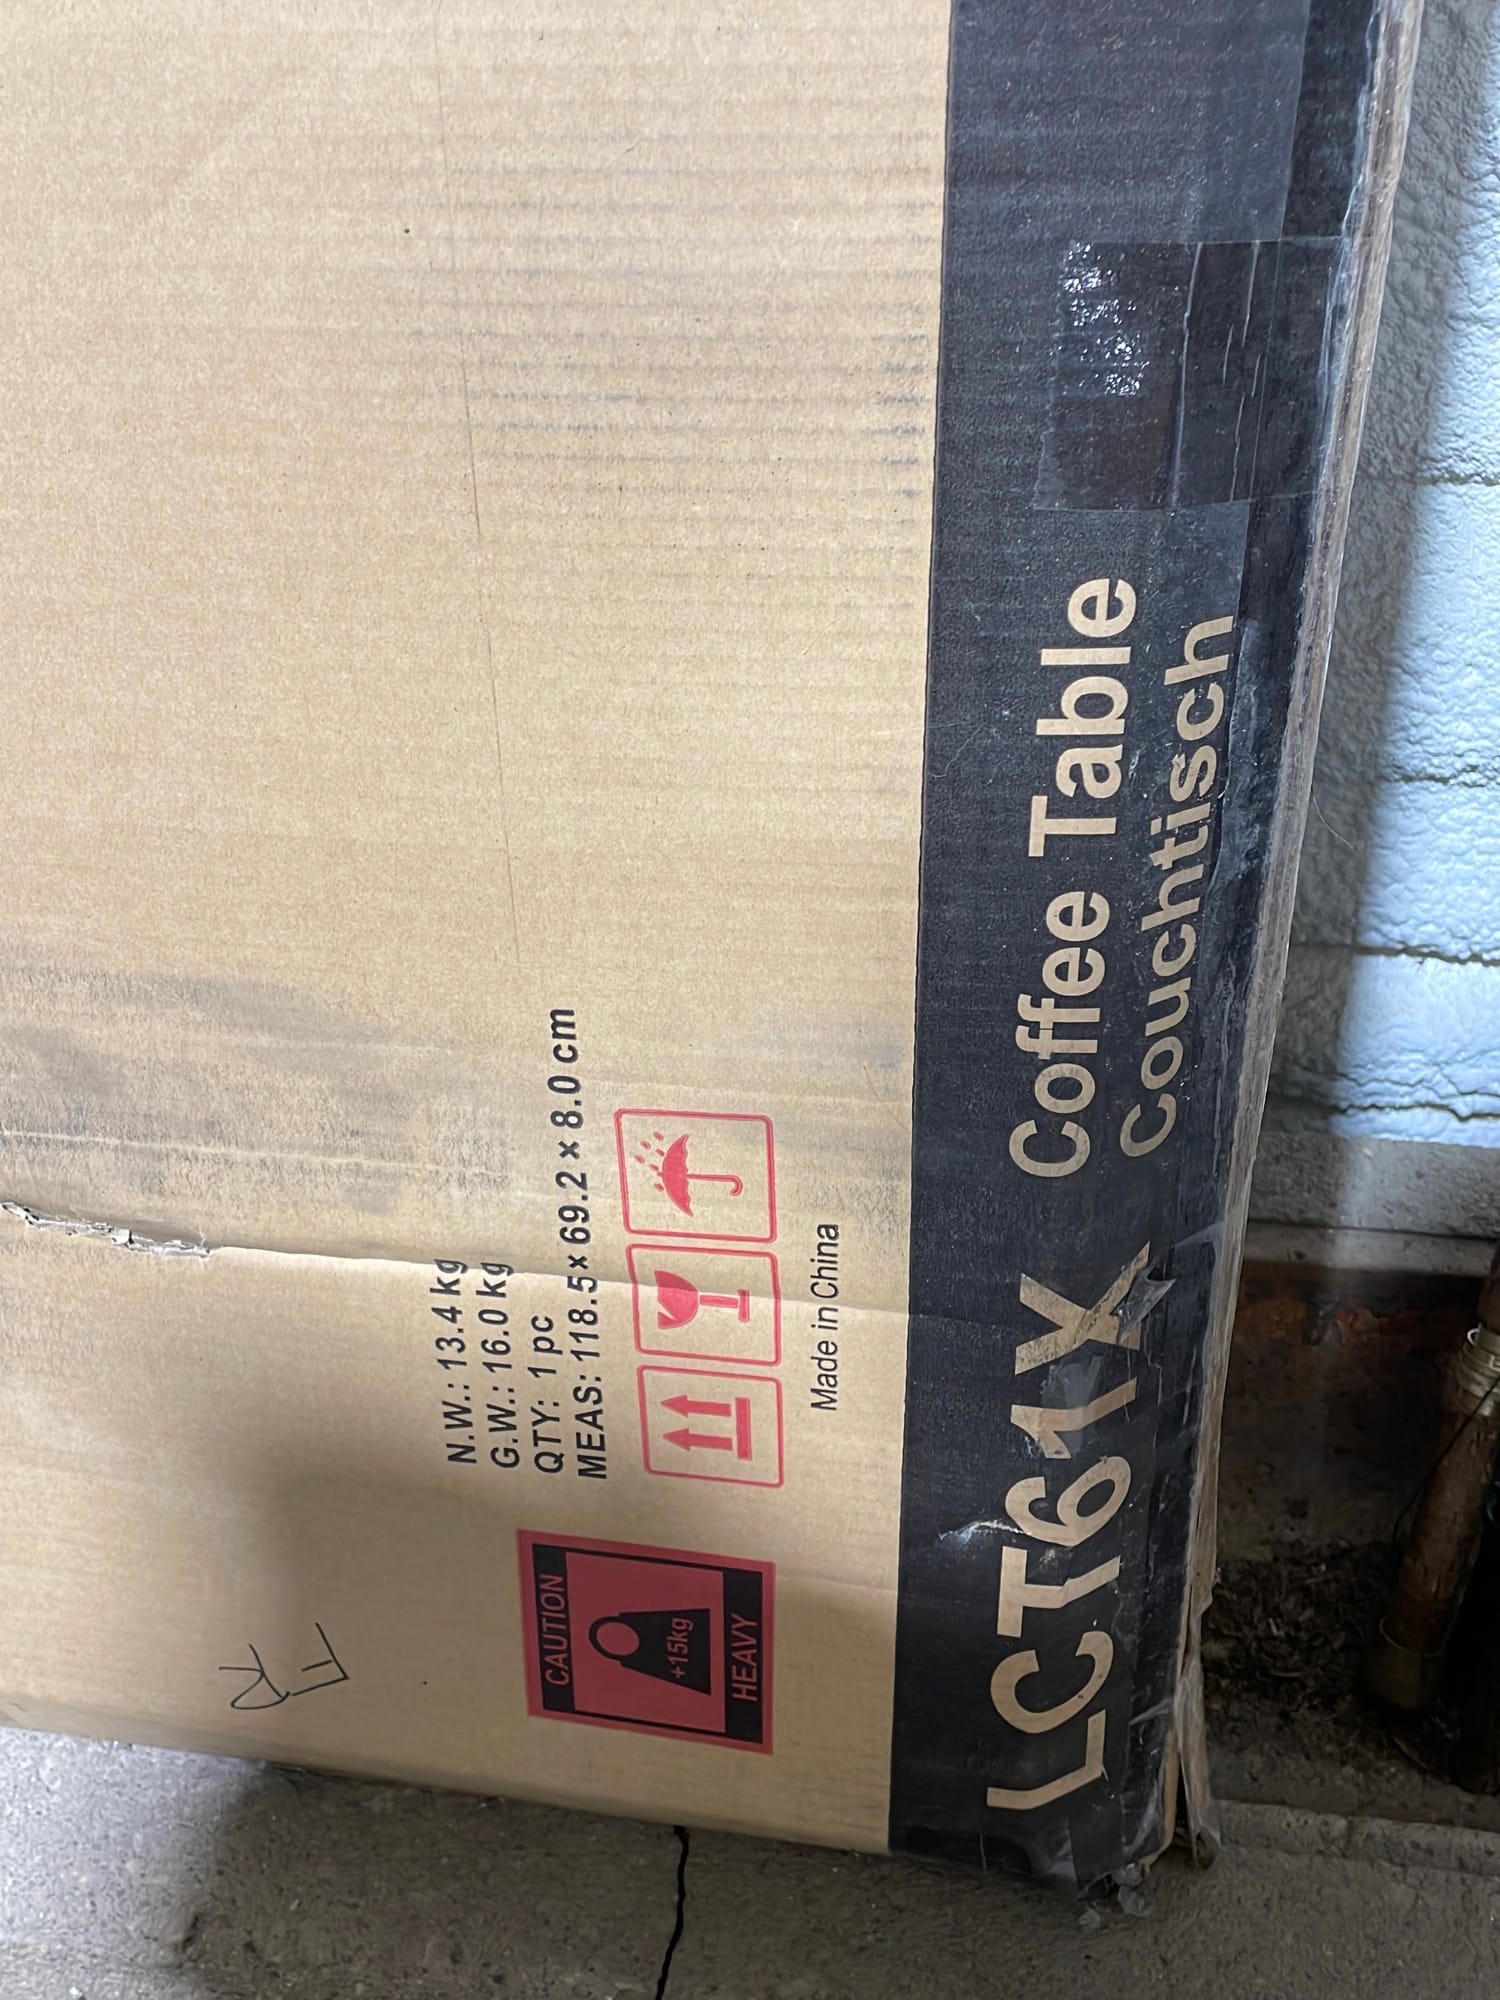 N.W.: 13.4 kg
G.W.: 16.0 kg
QTY: 1 pc
MEAS: 118.5 × 69.2 × 8.0 cm
CAUTION
+15kg
HEAVY
Made in China
LCT61X
Coffee Table
Couchtisch
FR